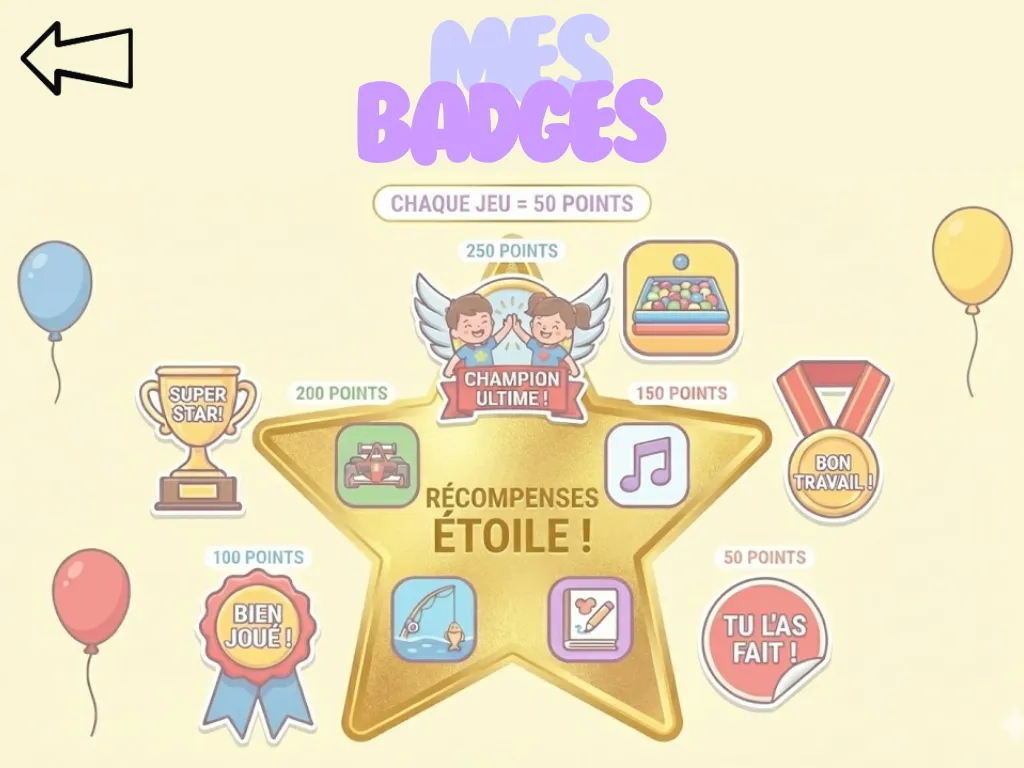 MES
BADGES
CHAQUE JEU = 50 POINTS
250 POINTS
CHAMPION
ULTIME !
200 POINTS
150 POINTS
SUPER
STAR!
BON
TRAVAIL !
RÉCOMPENSES
ÉTOILE !
100 POINTS
50 POINTS
BIEN
JOUÉ !
TU L'AS
FAIT !